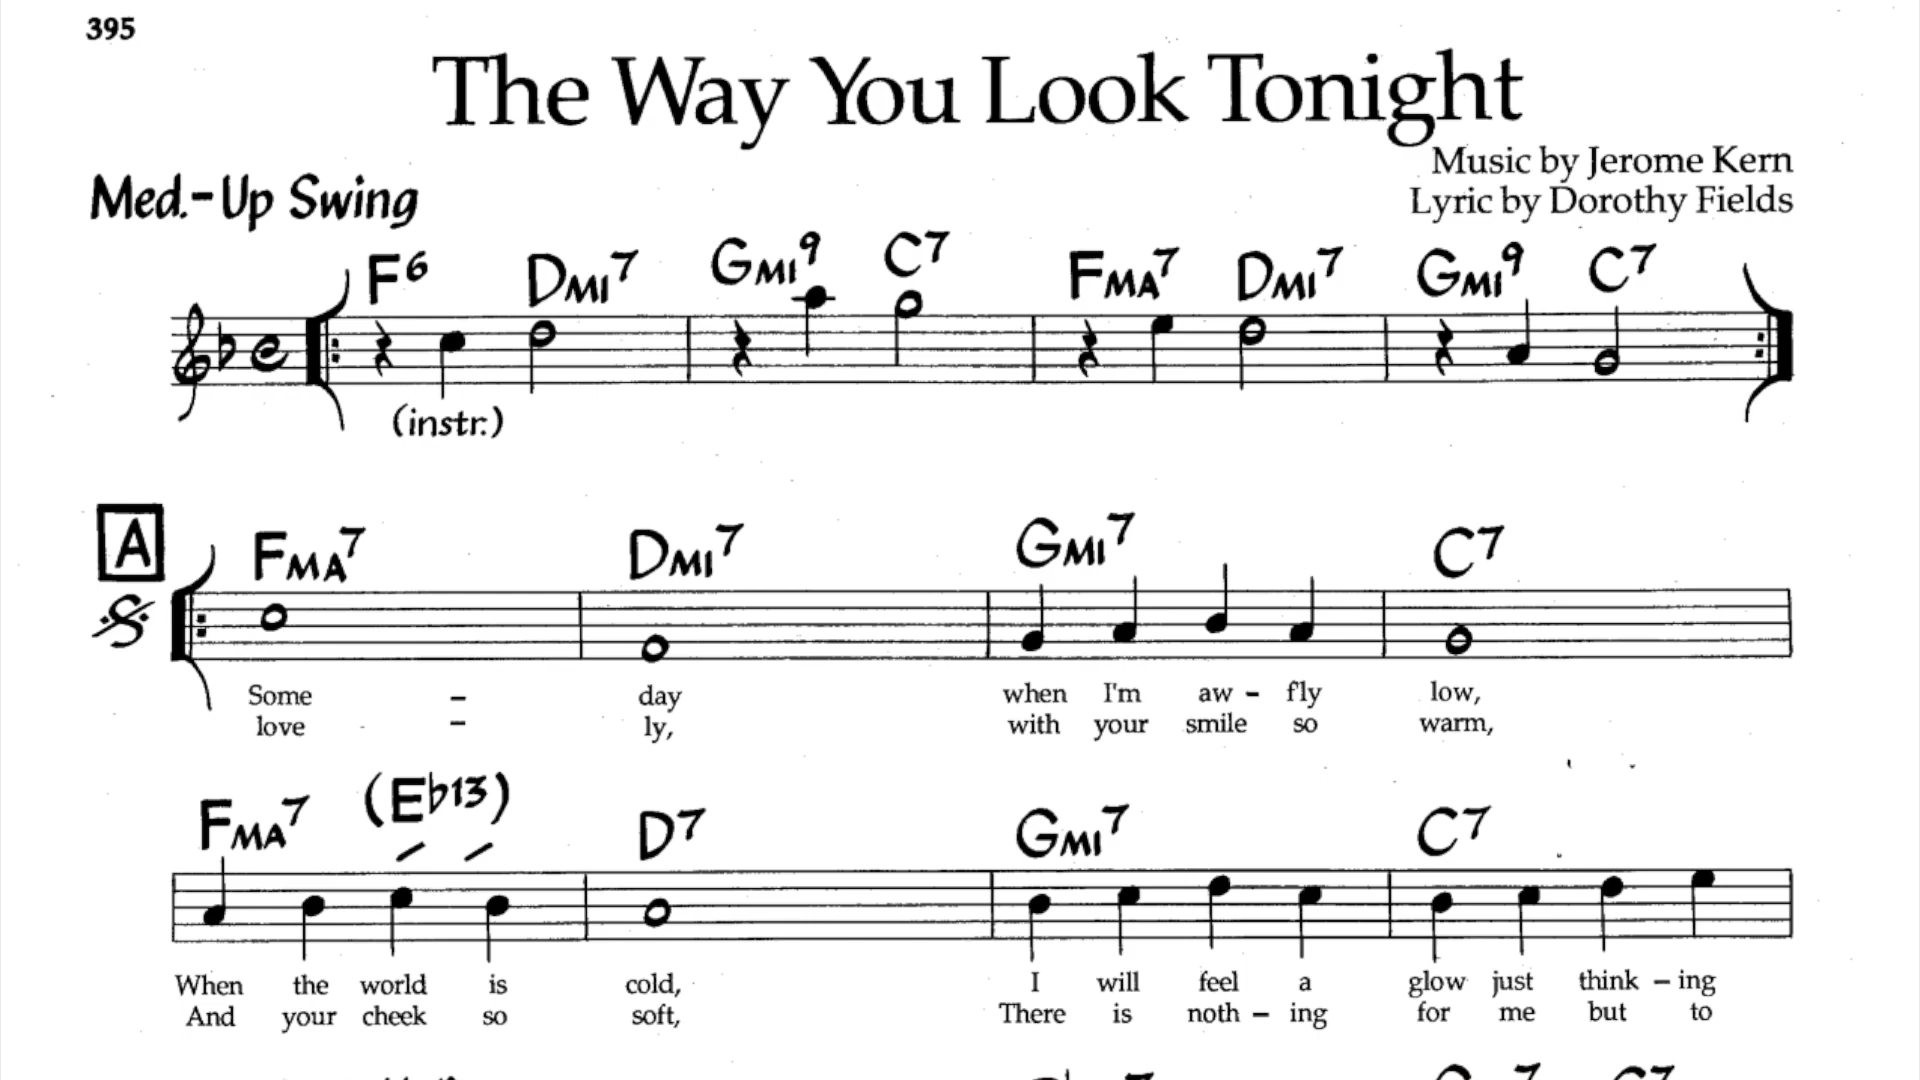 395
The Way You Look Tonight
Music by Jerome Kern
Med.-Up Swing
Lyric by Dorothy Fields
F6 DMI7 GMI9 C7 FMA7 DMI7 GMI9 C7
(instr.)
A
FMA7 DMI7 GMI7 C7
Some - day when I'm aw - f'ly low,
love - ly, with your smile so warm,
FMA7 (E♭13) D7 GMI7 C7
When the world is cold, I will feel a glow just think - ing
And your cheek so soft, There is noth - ing for me but to